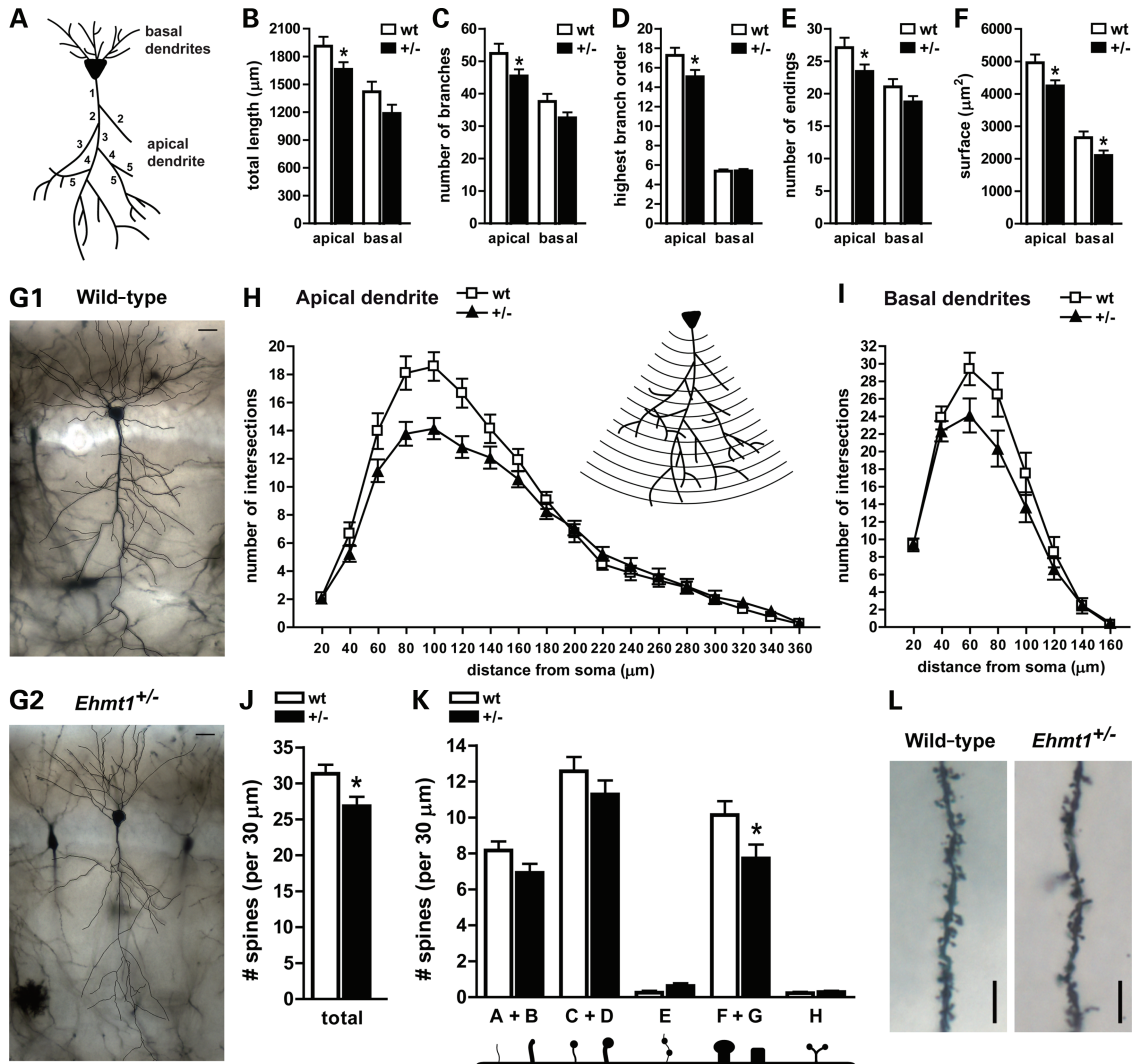 A
basal
dendrites
1
2
2
3
3
4
4
5
5
5
apical
dendrite
B
wt
+/-
total length (μm)
2100
1800
1500
1200
900
600
300
0
*
apical basal
C
wt
+/-
number of branches
60
50
40
30
20
10
0
*
apical basal
D
wt
+/-
highest branch order
20
18
16
14
12
10
8
6
4
2
0
*
apical basal
E
wt
+/-
number of endings
30
25
20
15
10
5
0
*
apical basal
F
wt
+/-
surface (μm²)
6000
5000
4000
3000
2000
1000
0
*
*
apical basal
G1 Wild-type
H Apical dendrite
wt
+/-
number of intersections
20
18
16
14
12
10
8
6
4
2
0
20 40 60 80 100 120 140 160 180 200 220 240 260 280 300 320 340 360
distance from soma (μm)
I Basal dendrites
wt
+/-
number of intersections
32
30
28
26
24
22
20
18
16
14
12
10
8
6
4
2
0
20 40 60 80 100 120 140 160
distance from soma (μm)
G2 Ehmt1+/-
J
wt
+/-
# spines (per 30 μm)
35
30
25
20
15
10
5
0
*
total
K
wt
+/-
# spines (per 30 μm)
14
12
10
8
6
4
2
0
*
A + B C + D E F + G H
L
Wild-type Ehmt1+/-